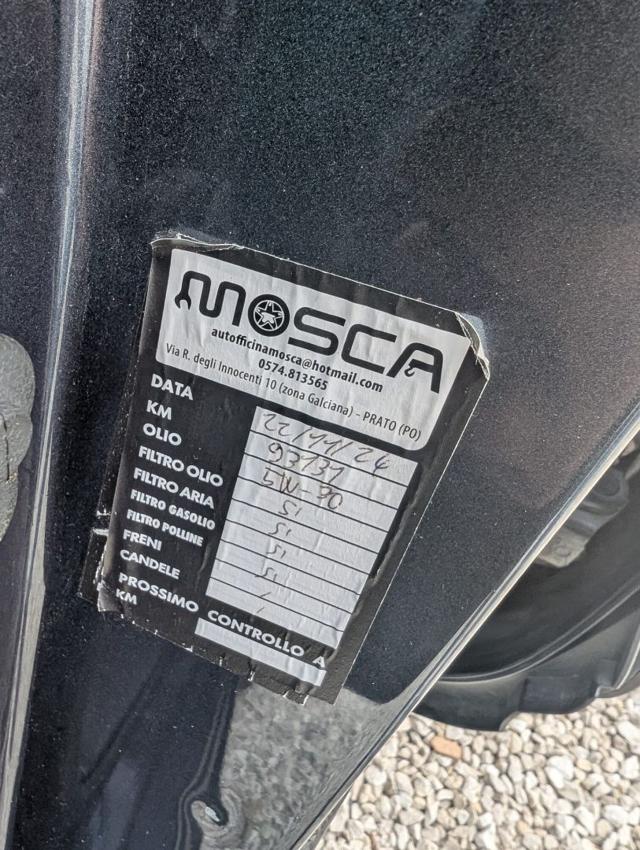 MOSCA
autofficinamosca@hotmail.com
0574.813565
Via R. degli Innocenti 10 (zona Galciana) - PRATO (PO)
DATA 22/11/24
KM
OLIO 5W-30
FILTRO OLIO SI
FILTRO ARIA SI
FILTRO GASOLIO SI
FILTRO POLLINE SI
FRENI /
CANDELE
PROSSIMO CONTROLLO A
KM